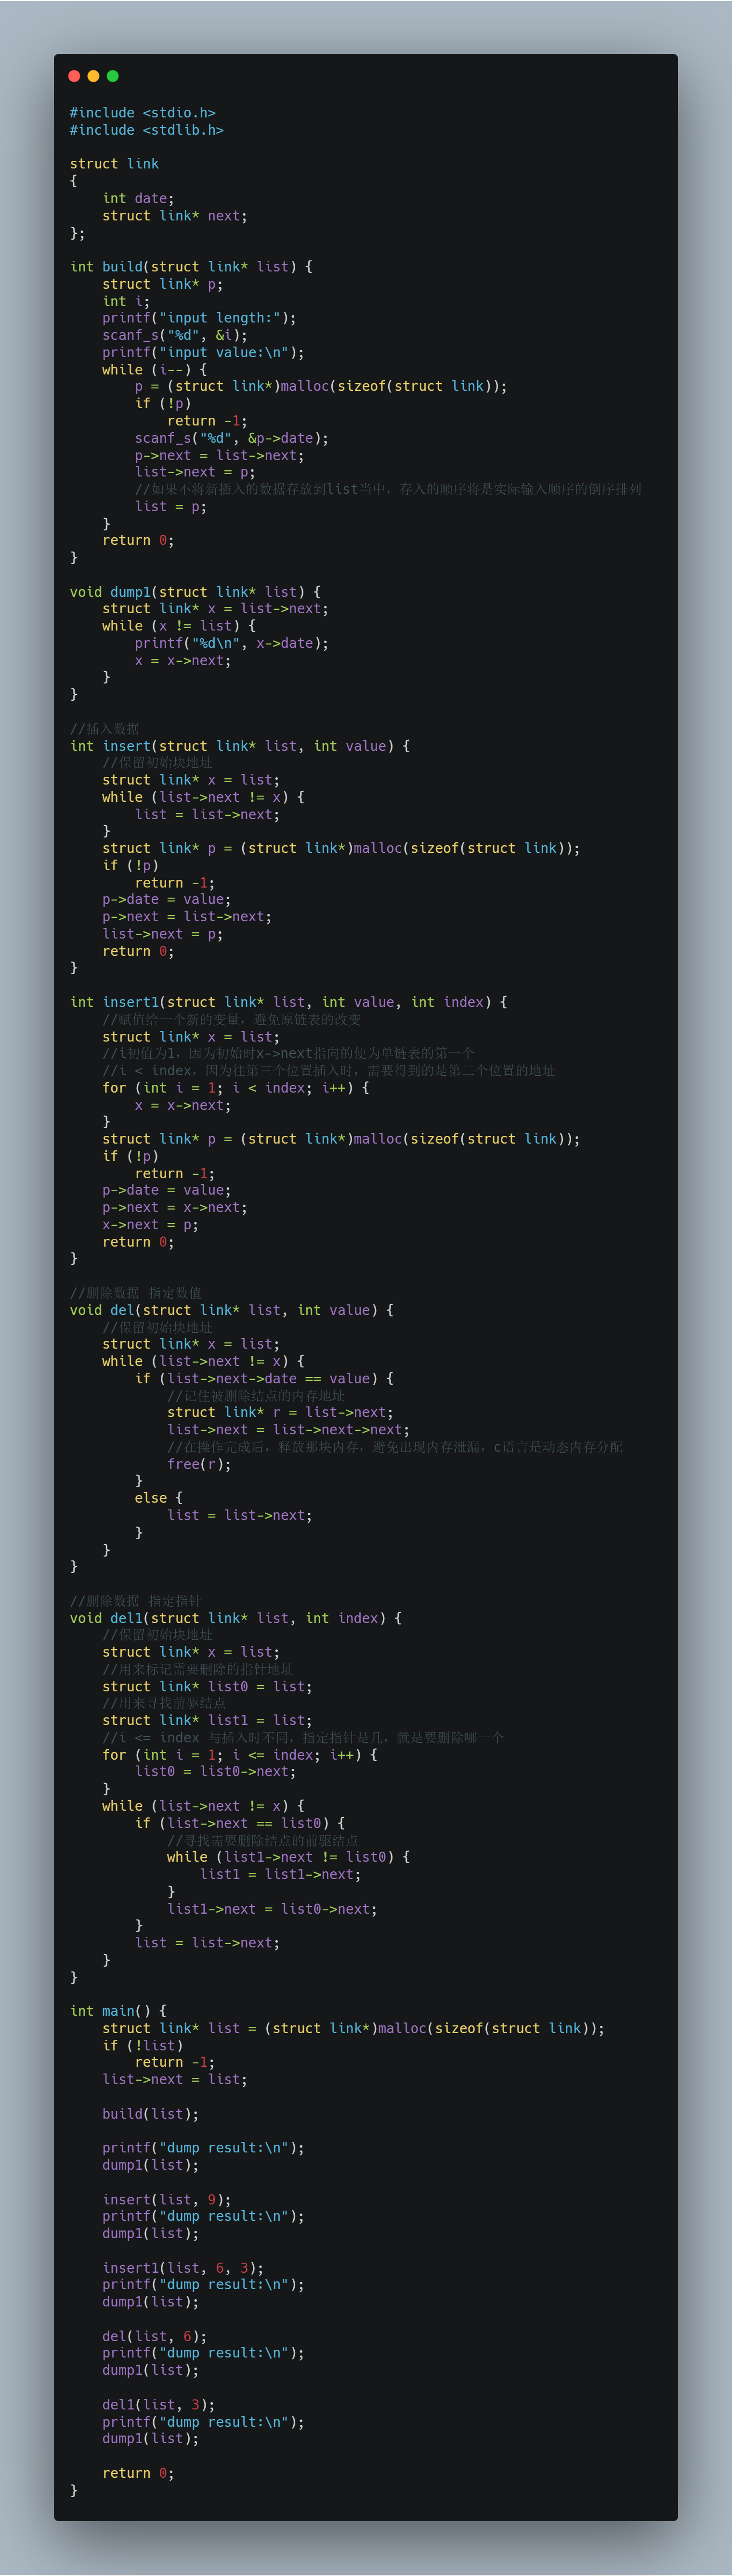 #include <stdio.h>
#include <stdlib.h>

struct link
{
    int date;
    struct link* next;
};

int build(struct link* list) {
    struct link* p;
    int i;
    printf("input length:");
    scanf_s("%d", &i);
    printf("input value:\n");
    while (i--) {
        p = (struct link*)malloc(sizeof(struct link));
        if (!p)
            return -1;
        scanf_s("%d", &p->date);
        p->next = list->next;
        list->next = p;
        //如果不将新插入的数据存放到list当中，存入的顺序将是实际输入顺序的倒序排列
        list = p;
    }
    return 0;
}

void dump1(struct link* list) {
    struct link* x = list->next;
    while (x != list) {
        printf("%d\n", x->date);
        x = x->next;
    }
}

//插入数据
int insert(struct link* list, int value) {
    //保留初始块地址
    struct link* x = list;
    while (list->next != x) {
        list = list->next;
    }
    struct link* p = (struct link*)malloc(sizeof(struct link));
    if (!p)
        return -1;
    p->date = value;
    p->next = list->next;
    list->next = p;
    return 0;
}

int insert1(struct link* list, int value, int index) {
    //赋值给一个新的变量，避免原链表的改变
    struct link* x = list;
    //i初值为1，因为初始时x->next指向的便为单链表的第一个
    //i < index，因为往第三个位置插入时，需要得到的是第二个位置的地址
    for (int i = 1; i < index; i++) {
        x = x->next;
    }
    struct link* p = (struct link*)malloc(sizeof(struct link));
    if (!p)
        return -1;
    p->date = value;
    p->next = x->next;
    x->next = p;
    return 0;
}

//删除数据 指定数值
void del(struct link* list, int value) {
    //保留初始块地址
    struct link* x = list;
    while (list->next != x) {
        if (list->next->date == value) {
            //记住被删除结点的内存地址
            struct link* r = list->next;
            list->next = list->next->next;
            //在操作完成后，释放那块内存，避免出现内存泄漏，c语言是动态内存分配
            free(r);
        }
        else {
            list = list->next;
        }
    }
}

//删除数据 指定指针
void del1(struct link* list, int index) {
    //保留初始块地址
    struct link* x = list;
    //用来标记需要删除的指针地址
    struct link* list0 = list;
    //用来寻找前驱结点
    struct link* list1 = list;
    //i <= index 与插入时不同，指定指针是几，就是要删除哪一个
    for (int i = 1; i <= index; i++) {
        list0 = list0->next;
    }
    while (list->next != x) {
        if (list->next == list0) {
            //寻找需要删除结点的前驱结点
            while (list1->next != list0) {
                list1 = list1->next;
            }
            list1->next = list0->next;
        }
        list = list->next;
    }
}

int main() {
    struct link* list = (struct link*)malloc(sizeof(struct link));
    if (!list)
        return -1;
    list->next = list;

    build(list);

    printf("dump result:\n");
    dump1(list);

    insert(list, 9);
    printf("dump result:\n");
    dump1(list);

    insert1(list, 6, 3);
    printf("dump result:\n");
    dump1(list);

    del(list, 6);
    printf("dump result:\n");
    dump1(list);

    del1(list, 3);
    printf("dump result:\n");
    dump1(list);

    return 0;
}